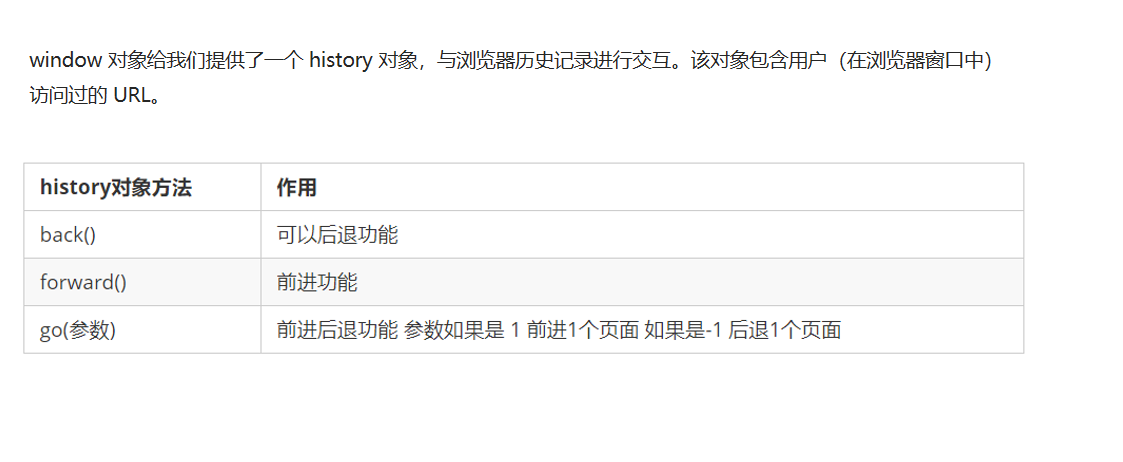 window 对象给我们提供了一个 history 对象，与浏览器历史记录进行交互。该对象包含用户（在浏览器窗口中）
访问过的 URL。
history对象方法 作用
back() 可以后退功能
forward() 前进功能
go(参数) 前进后退功能 参数如果是 1 前进1个页面 如果是-1 后退1个页面